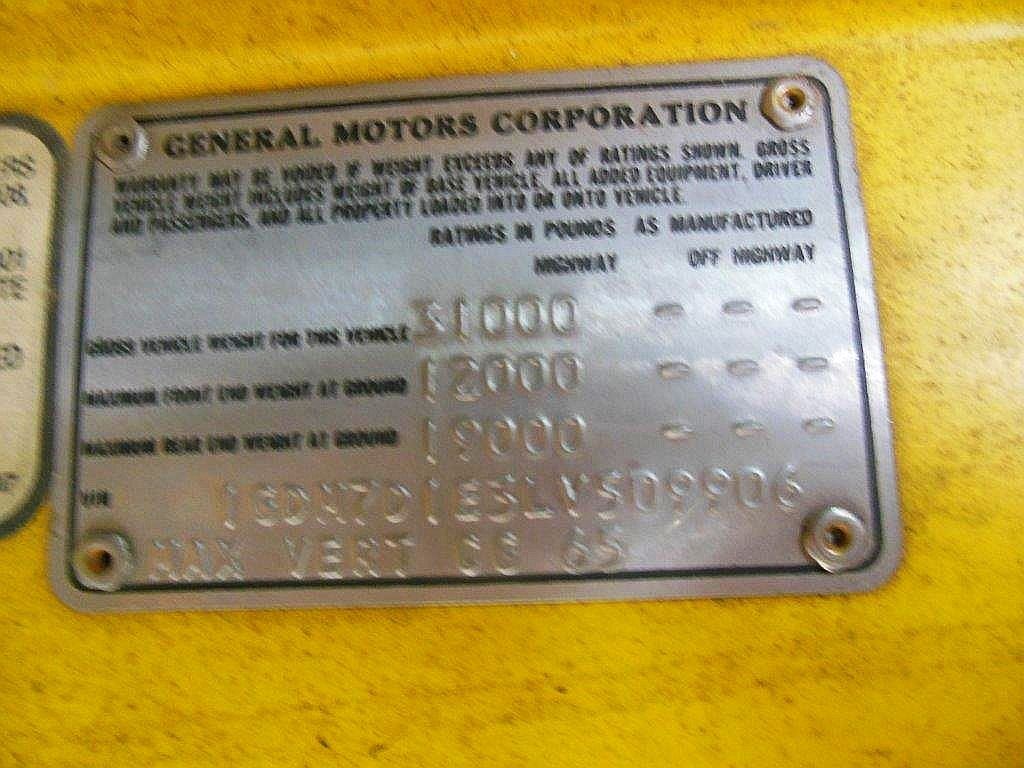 GENERAL MOTORS CORPORATION
WARRANTY MAY BE VOIDED IF WEIGHT EXCEEDS ANY OF RATINGS SHOWN. GROSS
VEHICLE WEIGHT INCLUDES WEIGHT OF BASE VEHICLE, ALL ADDED EQUIPMENT, DRIVER
AND PASSENGERS, AND ALL PROPERTY LOADED INTO OR ONTO VEHICLE.
RATINGS IN POUNDS AS MANUFACTURED
HIGHWAY OFF HIGHWAY
GROSS VEHICLE WEIGHT FOR THIS VEHICLE 31000 - - -
MAXIMUM FRONT END WEIGHT AT GROUND 12000 - - -
MAXIMUM REAR END WEIGHT AT GROUND 19000 - - -
VIN 1GDM7D1E3LV509906
MAX VERT CG 65